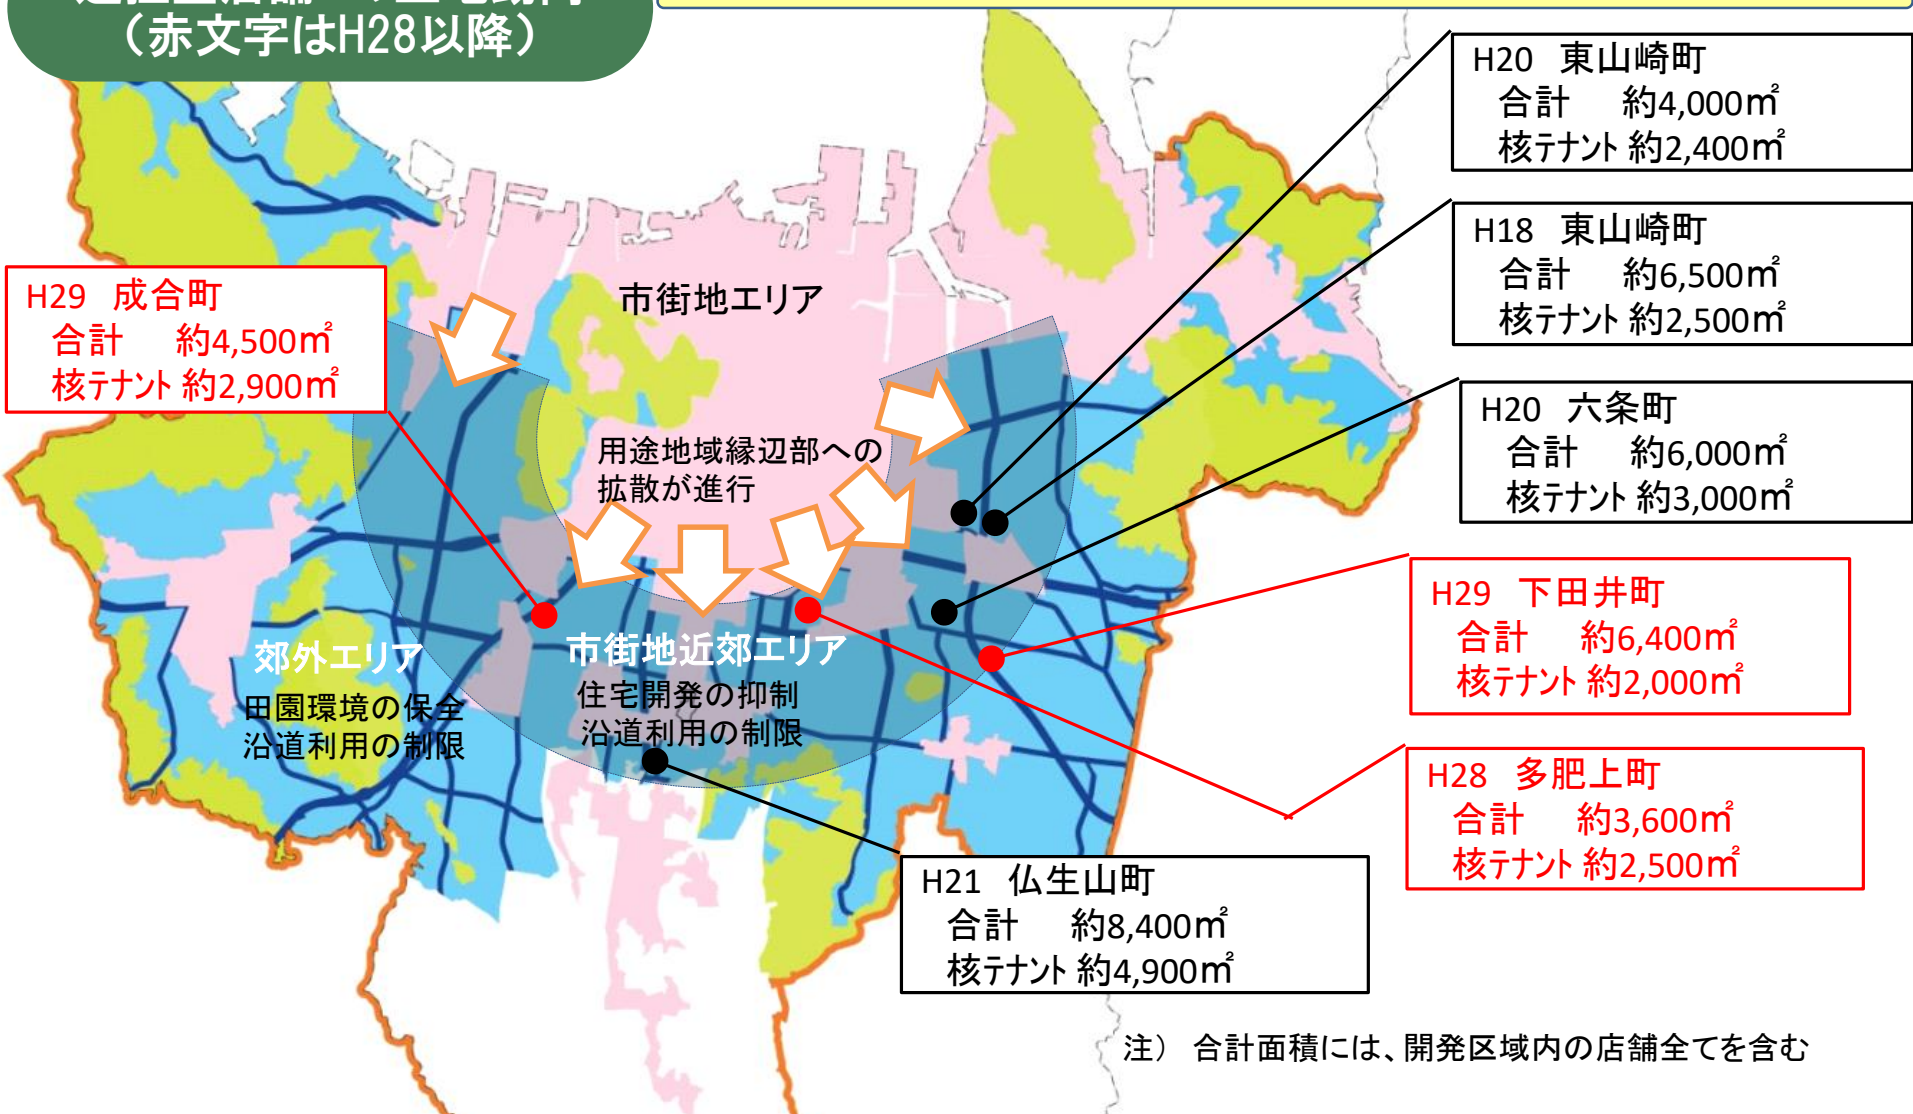 （赤文字はH28以降）
H20 東山崎町
合計 約4,000㎡
核テナント 約2,400㎡
H18 東山崎町
合計 約6,500㎡
核テナント 約2,500㎡
H29 成合町
合計 約4,500㎡
核テナント 約2,900㎡
市街地エリア
H20 六条町
合計 約6,000㎡
核テナント 約3,000㎡
用途地域縁辺部への
拡散が進行
H29 下田井町
合計 約6,400㎡
核テナント 約2,000㎡
郊外エリア
田園環境の保全
沿道利用の制限
市街地近郊エリア
住宅開発の抑制
沿道利用の制限
H28 多肥上町
合計 約3,600㎡
核テナント 約2,500㎡
H21 仏生山町
合計 約8,400㎡
核テナント 約4,900㎡
注） 合計面積には、開発区域内の店舗全てを含む